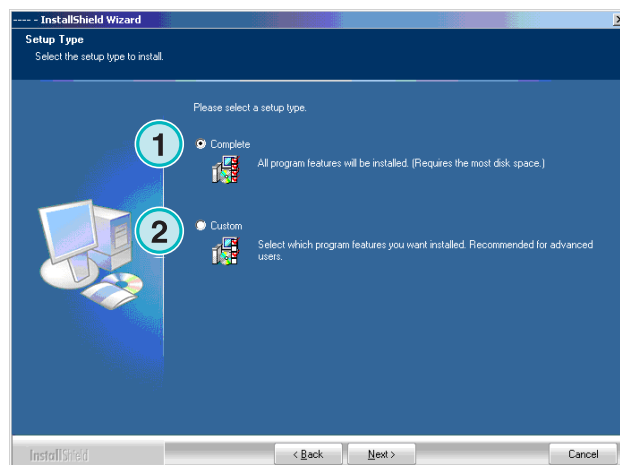 ---- - InstallShield Wizard
Setup Type
Select the setup type to install.
Please select a setup type.
1
Complete
All program features will be installed. (Requires the most disk space.)
2
Custom
Select which program features you want installed. Recommended for advanced
users.
InstallShield
< Back
Next >
Cancel